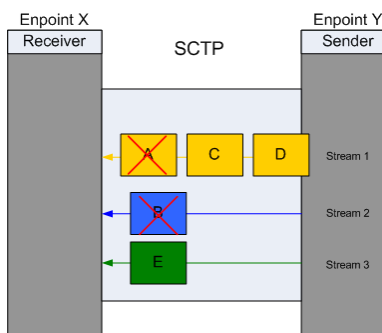 Enpoint X
Enpoint Y
Receiver
SCTP
Sender
A
C
D
Stream 1
B
Stream 2
E
Stream 3